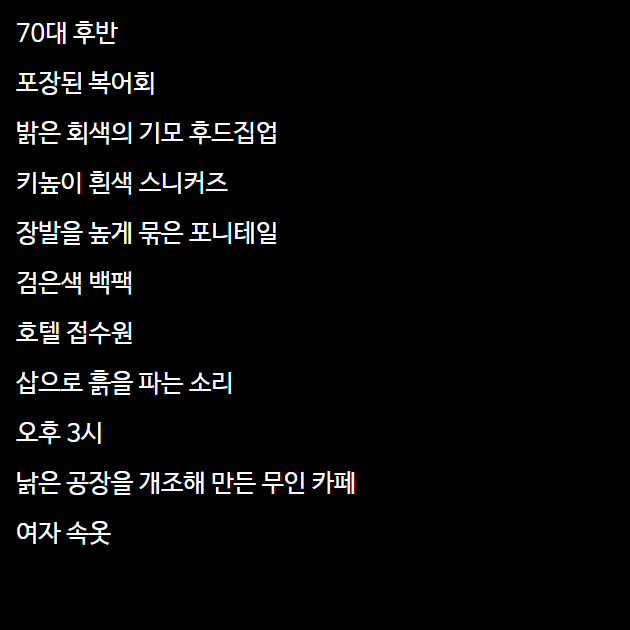 70대 후반
포장된 복어회
밝은 회색의 기모 후드집업
키높이 흰색 스니커즈
장발을 높게 묶은 포니테일
검은색 백팩
호텔 접수원
삽으로 흙을 파는 소리
오후 3시
낡은 공장을 개조해 만든 무인 카페
여자 속옷